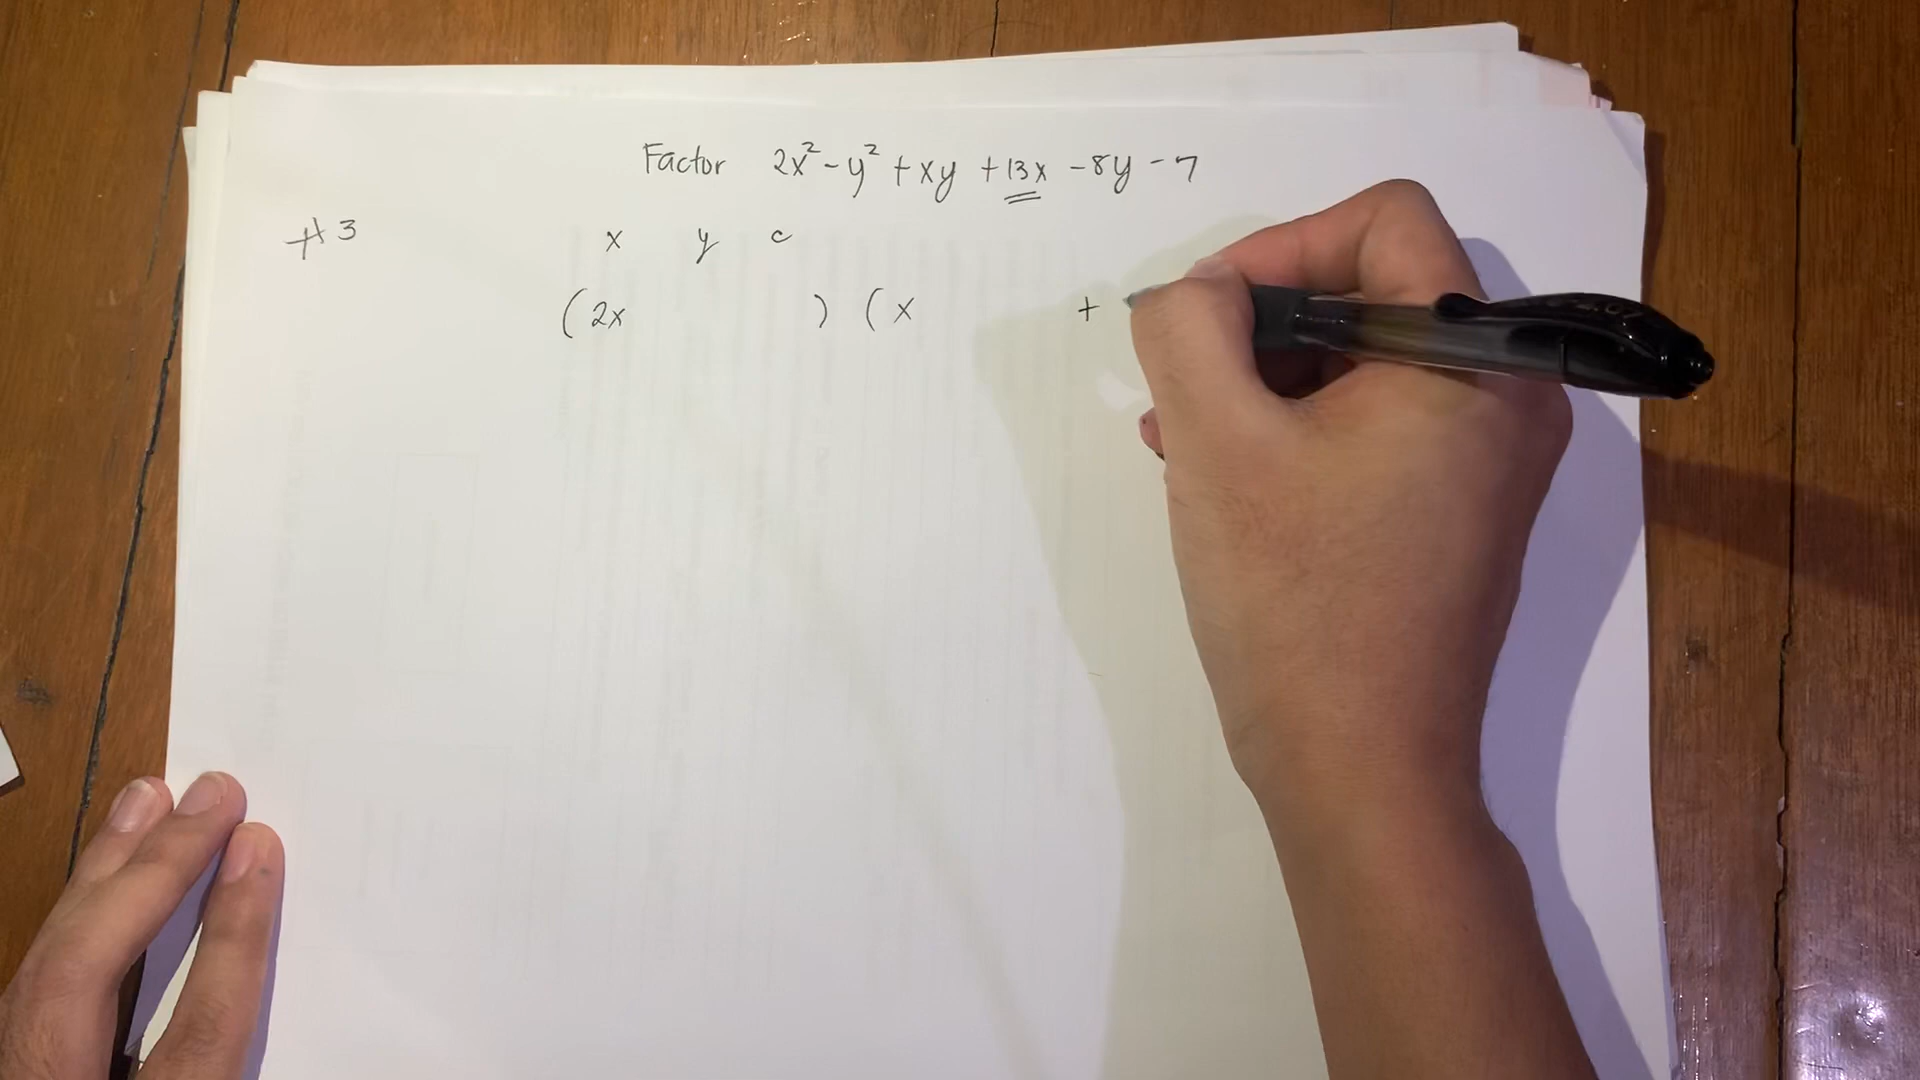 Factor 2x² - y² + xy + 13x - 8y - 7
# 3
x y c
(2x ) (x +